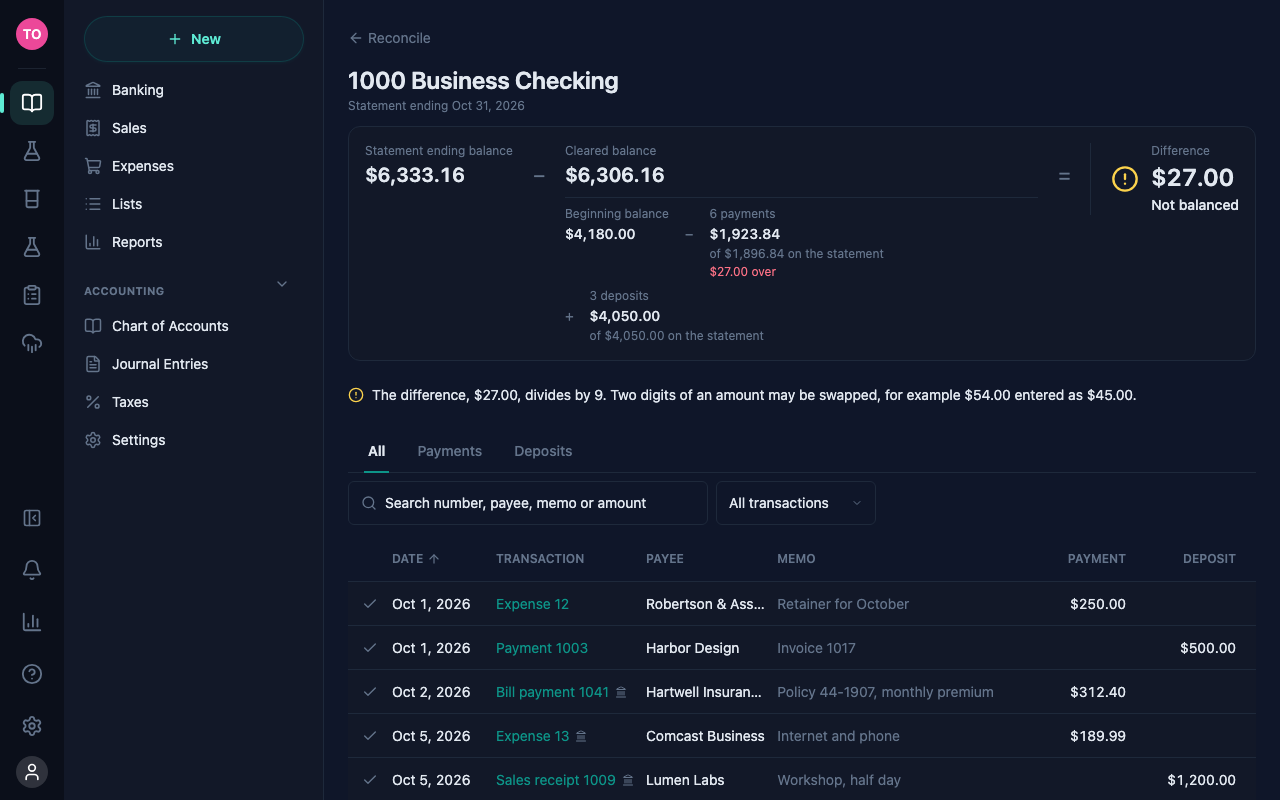 TO
New
Banking
Sales
Expenses
Lists
Reports
ACCOUNTING
Chart of Accounts
Journal Entries
Taxes
Settings
Reconcile
1000 Business Checking
Statement ending Oct 31, 2026
Statement ending balance
$6,333.16
–
Cleared balance
$6,306.16
=
Difference
$27.00
Not balanced
Beginning balance
$4,180.00
–
6 payments
$1,923.84
of $1,896.84 on the statement
$27.00 over
+
3 deposits
$4,050.00
of $4,050.00 on the statement
The difference, $27.00, divides by 9. Two digits of an amount may be swapped, for example $54.00 entered as $45.00.
All Payments Deposits
Search number, payee, memo or amount All transactions
DATE TRANSACTION PAYEE MEMO PAYMENT DEPOSIT
Oct 1, 2026 Expense 12 Robertson & Ass... Retainer for October $250.00
Oct 1, 2026 Payment 1003 Harbor Design Invoice 1017 $500.00
Oct 2, 2026 Bill payment 1041 Hartwell Insuran... Policy 44-1907, monthly premium $312.40
Oct 5, 2026 Expense 13 Comcast Business Internet and phone $189.99
Oct 5, 2026 Sales receipt 1009 Lumen Labs Workshop, half day $1,200.00